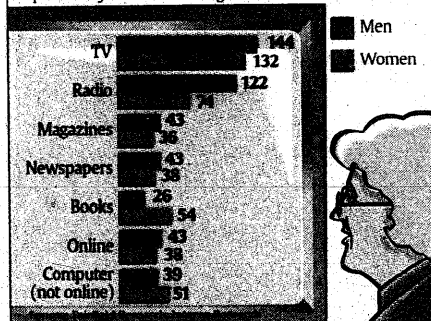 TV 144
132
Radio 122
74
Magazines 43
36
Newspapers 43
38
Books 26
54
Online 43
38
Computer
(not online) 39
51
Men
Women